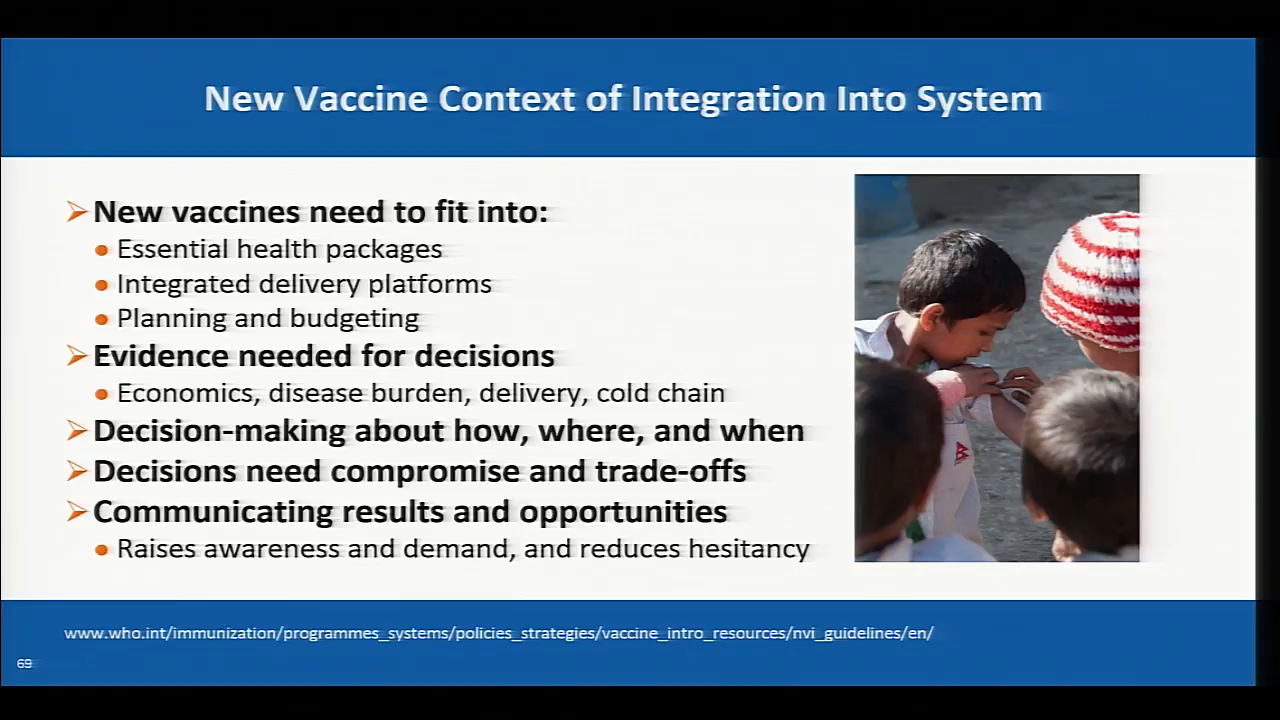 New Vaccine Context of Integration Into System
New vaccines need to fit into:
Essential health packages
Integrated delivery platforms
Planning and budgeting
Evidence needed for decisions
Economics, disease burden, delivery, cold chain
Decision-making about how, where, and when
Decisions need compromise and trade-offs
Communicating results and opportunities
Raises awareness and demand, and reduces hesitancy
www.who.int/immunization/programmes_systems/policies_strategies/vaccine_intro_resources/nvi_guidelines/en/
69